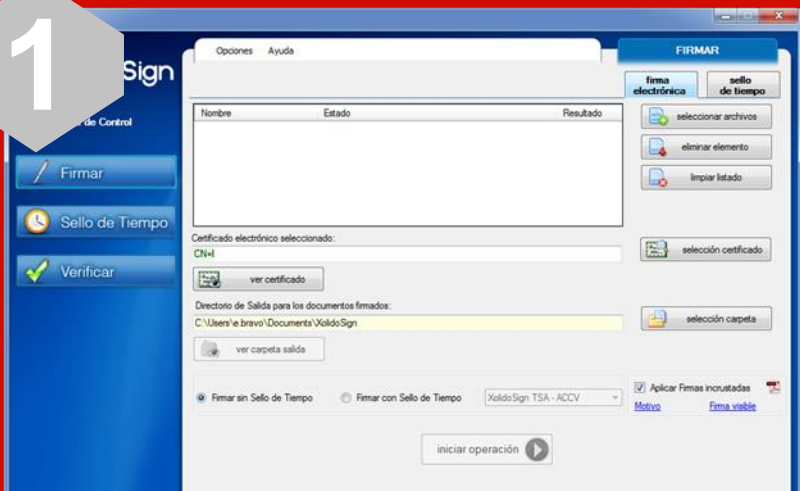 1
Sign
Opciones Ayuda
FIRMAR
firma electrónica
sello de tiempo
de Control
Firmar
Sello de Tiempo
Verificar
Nombre Estado Resultado
seleccionar archivos
eliminar elemento
limpiar listado
Certificado electrónico seleccionado:
CN=I
selección certificado
ver certificado
Directorio de Salida para los documentos firmados:
C:\Users\e.bravo\Documents\XolidoSign
selección carpeta
ver carpeta salida
Firmar sin Sello de Tiempo
Firmar con Sello de Tiempo
XolidoSign TSA - ACCV
Aplicar Firmas incrustadas
Motivo
Firma visible
iniciar operación